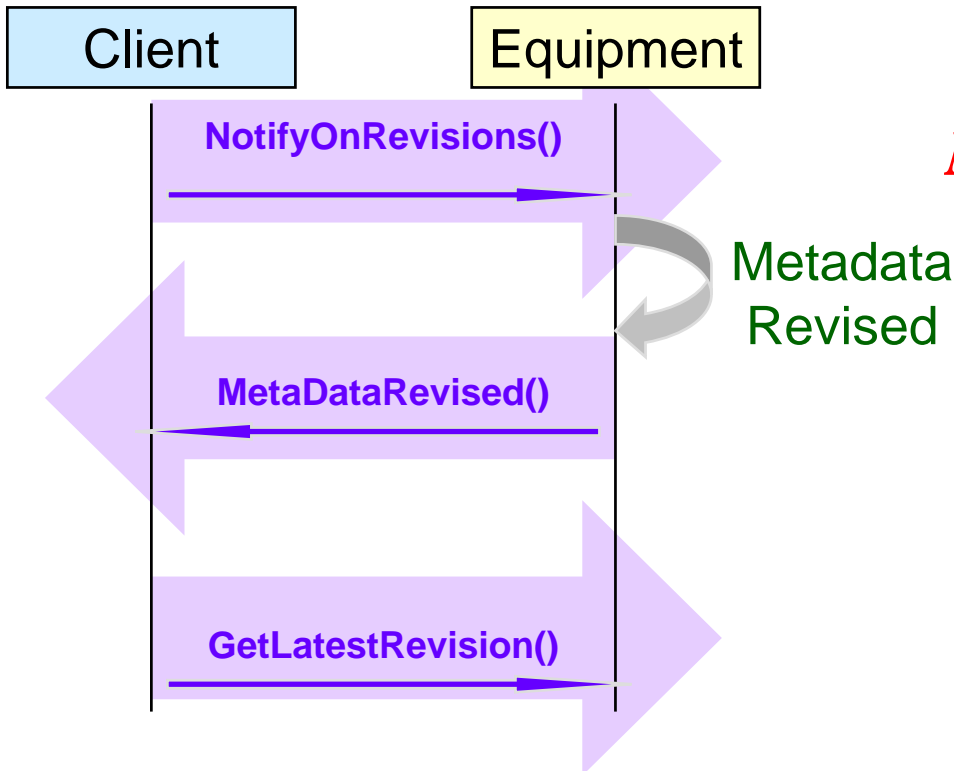 Client
Equipment
NotifyOnRevisions()
Metadata
Revised
MetaDataRevised()
GetLatestRevision()